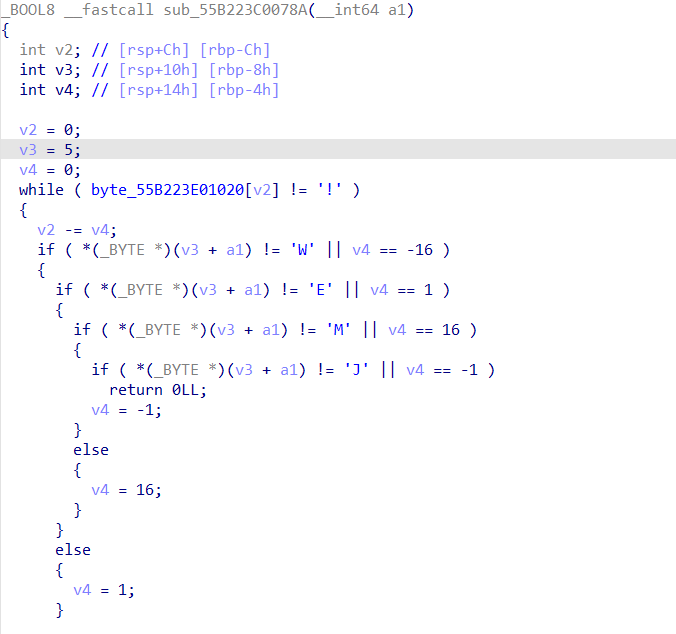 _BOOL8 __fastcall sub_55B223C0078A(__int64 a1)
{
  int v2; // [rsp+Ch] [rbp-Ch]
  int v3; // [rsp+10h] [rbp-8h]
  int v4; // [rsp+14h] [rbp-4h]

  v2 = 0;
  v3 = 5;
  v4 = 0;
  while ( byte_55B223E01020[v2] != '!' )
  {
    v2 -= v4;
    if ( *(_BYTE *)(v3 + a1) != 'W' || v4 == -16 )
    {
      if ( *(_BYTE *)(v3 + a1) != 'E' || v4 == 1 )
      {
        if ( *(_BYTE *)(v3 + a1) != 'M' || v4 == 16 )
        {
          if ( *(_BYTE *)(v3 + a1) != 'J' || v4 == -1 )
            return 0LL;
          v4 = -1;
        }
        else
        {
          v4 = 16;
        }
      }
      else
      {
        v4 = 1;
      }